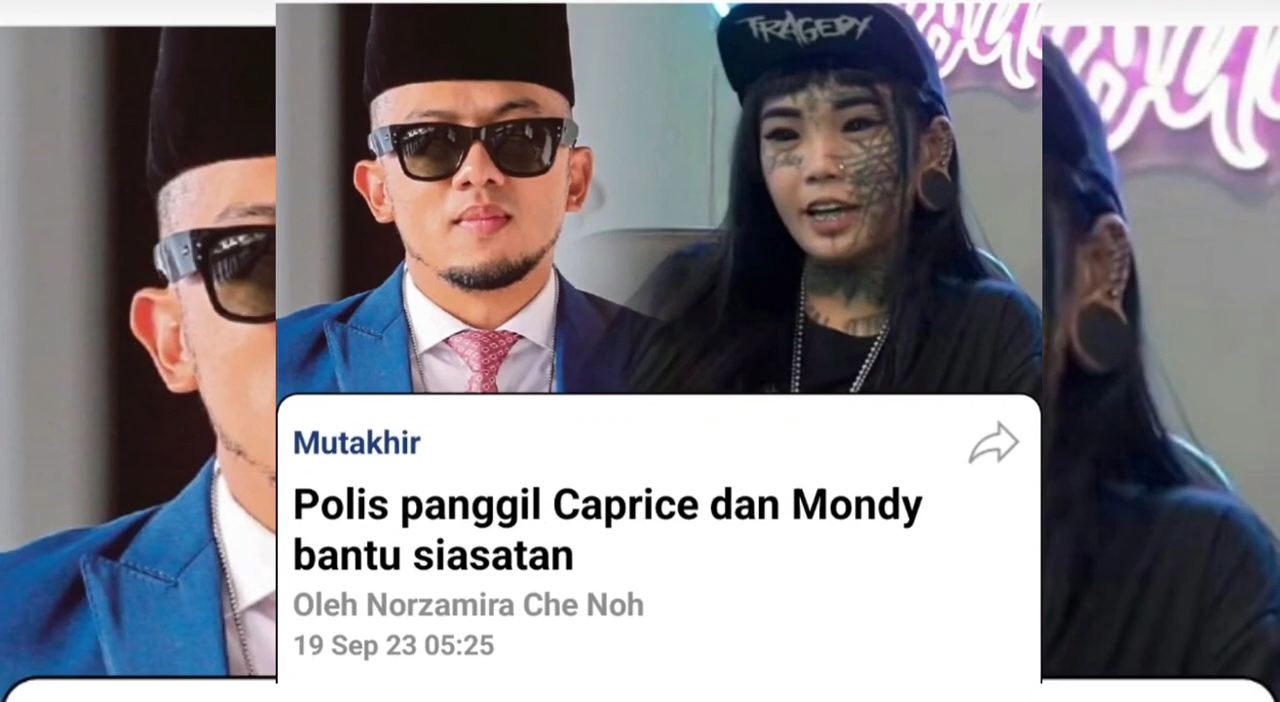 TRAGEDY
Mutakhir
Polis panggil Caprice dan Mondy
bantu siasatan
Oleh Norzamira Che Noh
19 Sep 23 05:25